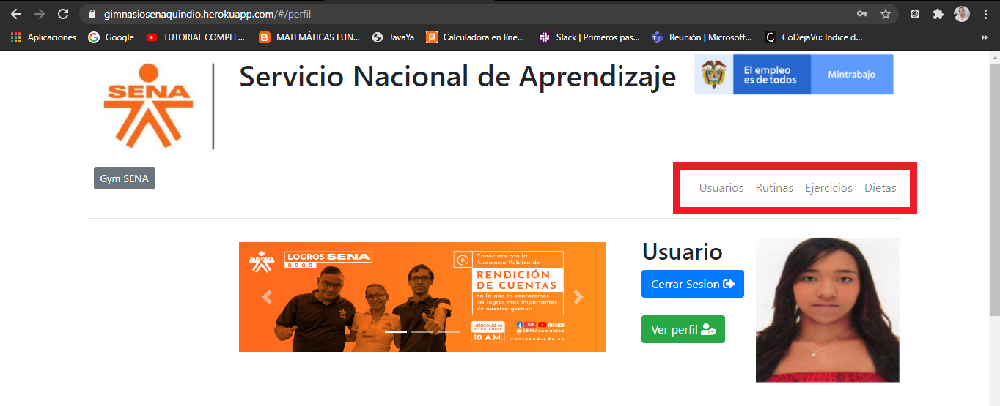 gimnasiosenaquindio.herokuapp.com/#/perfil
Aplicaciones
Google
TUTORIAL COMPLE...
MATEMÁTICAS FUN...
JavaYa
Calculadora en líne...
Slack | Primeros pas...
Reunión | Microsoft...
CoDejaVu: Indice d...
SENA
Servicio Nacional de Aprendizaje
El empleo
es de todos
Mintrabajo
Gym SENA
Usuarios Rutinas Ejercicios Dietas
SENA
LOGROS SENA
2020
Conéctate con la
Audiencia Pública de
RENDICIÓN
DE CUENTAS
en la que te contaremos
los logros más importantes
de nuestra gestión
10 A.M.
LIVE YouTube
@SENAcomunica
www.sena.edu.co
Usuario
Cerrar Sesion
Ver perfil